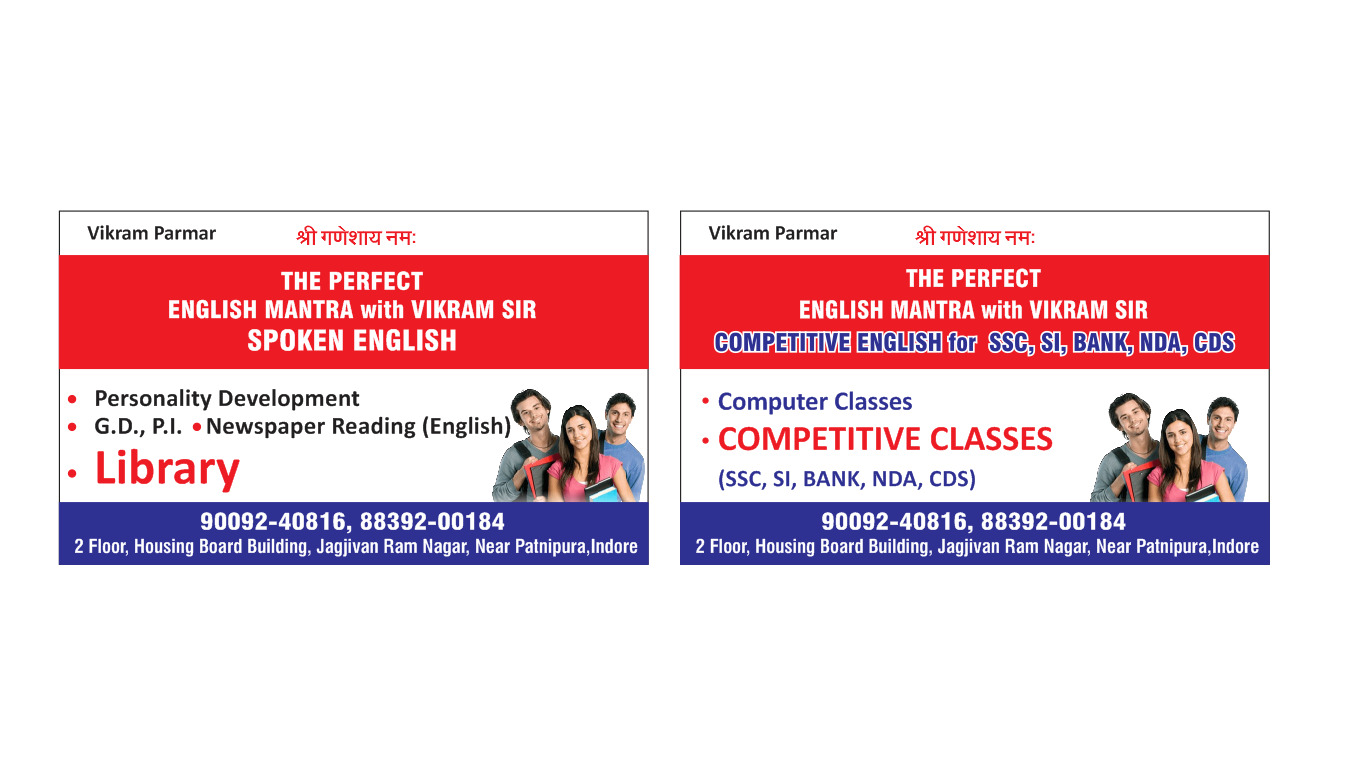 Vikram Parmar
श्री गणेशाय नमः
THE PERFECT
ENGLISH MANTRA with VIKRAM SIR
SPOKEN ENGLISH
• Personality Development
• G.D., P.I. • Newspaper Reading (English)
• Library
90092-40816, 88392-00184
2 Floor, Housing Board Building, Jagjivan Ram Nagar, Near Patnipura,Indore
Vikram Parmar
श्री गणेशाय नमः
THE PERFECT
ENGLISH MANTRA with VIKRAM SIR
COMPETITIVE ENGLISH for SSC, SI, BANK, NDA, CDS
• Computer Classes
• COMPETITIVE CLASSES
(SSC, SI, BANK, NDA, CDS)
90092-40816, 88392-00184
2 Floor, Housing Board Building, Jagjivan Ram Nagar, Near Patnipura,Indore